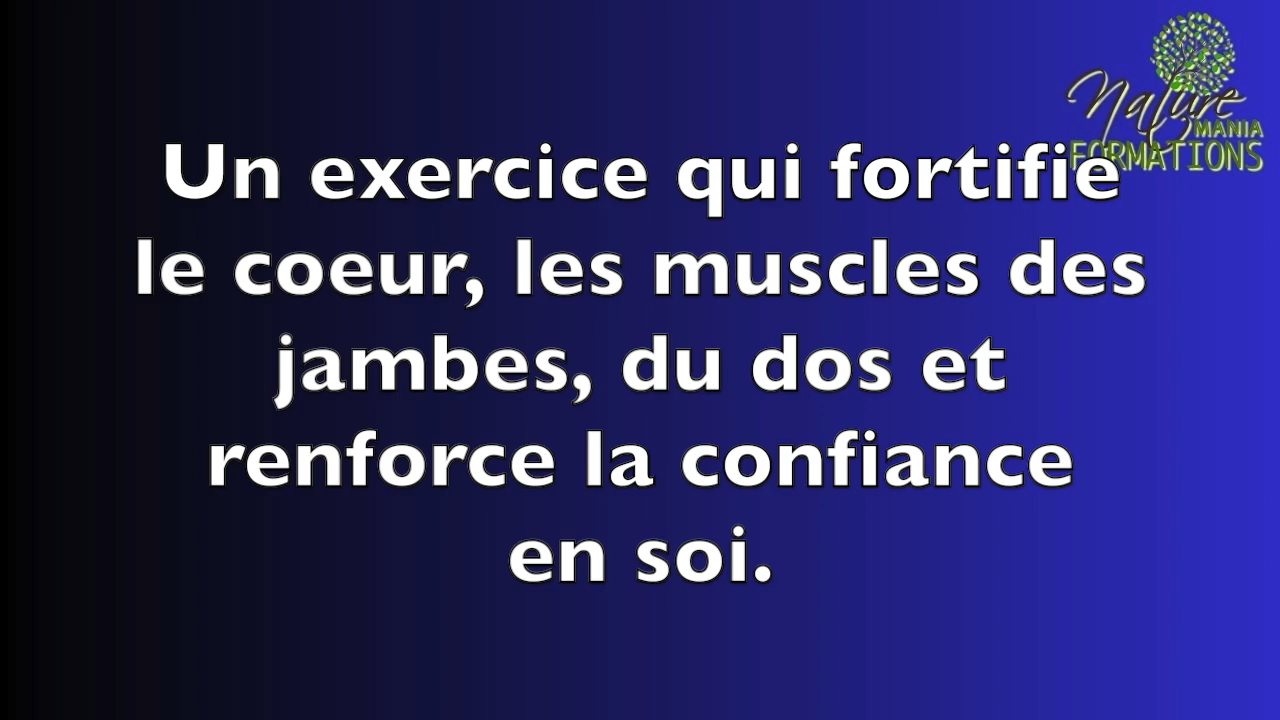 Nature
MANIA
FORMATIONS
Un exercice qui fortifie
le coeur, les muscles des
jambes, du dos et
renforce la confiance
en soi.